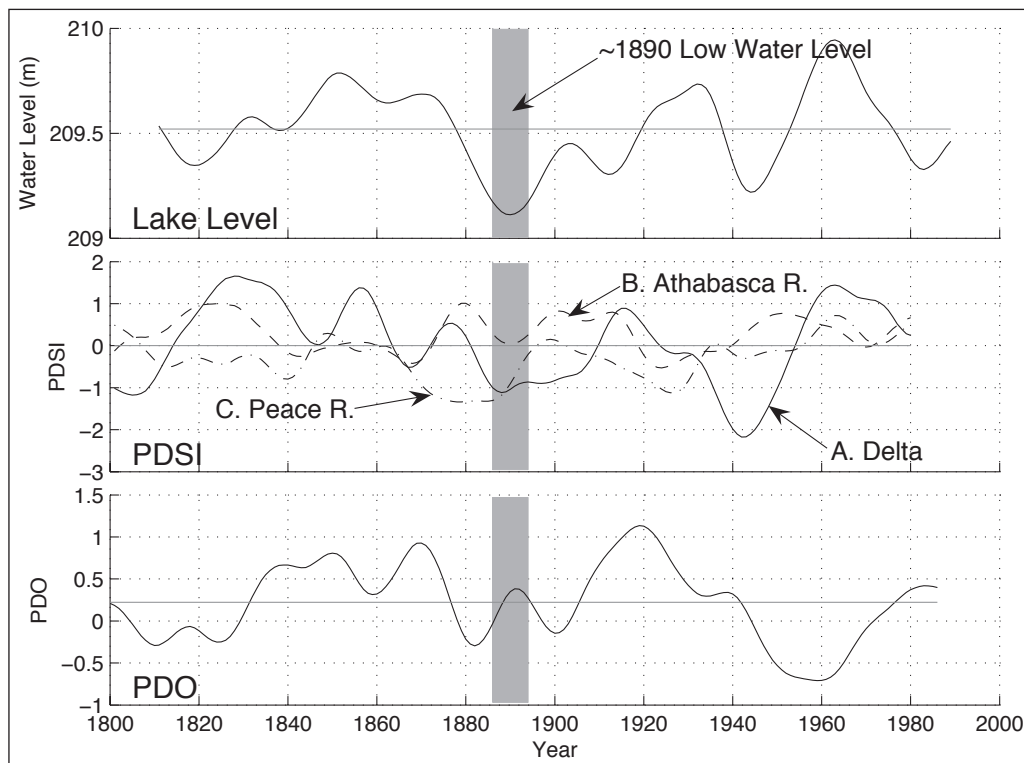 210
~1890 Low Water Level
209.5
Water Level (m)
Lake Level
209
2
B. Athabasca R.
1
0
PDSI
−1
C. Peace R.
−2
A. Delta
PDSI
−3
1.5
1
0.5
PDO
0
−0.5
PDO
−1
1800 1820 1840 1860 1880 1900 1920 1940 1960 1980 2000
Year